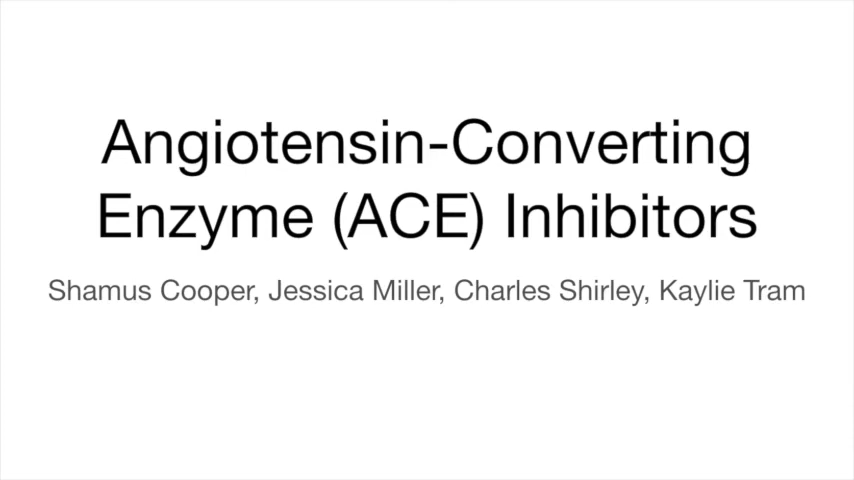 Angiotensin-Converting
Enzyme (ACE) Inhibitors
Shamus Cooper, Jessica Miller, Charles Shirley, Kaylie Tram